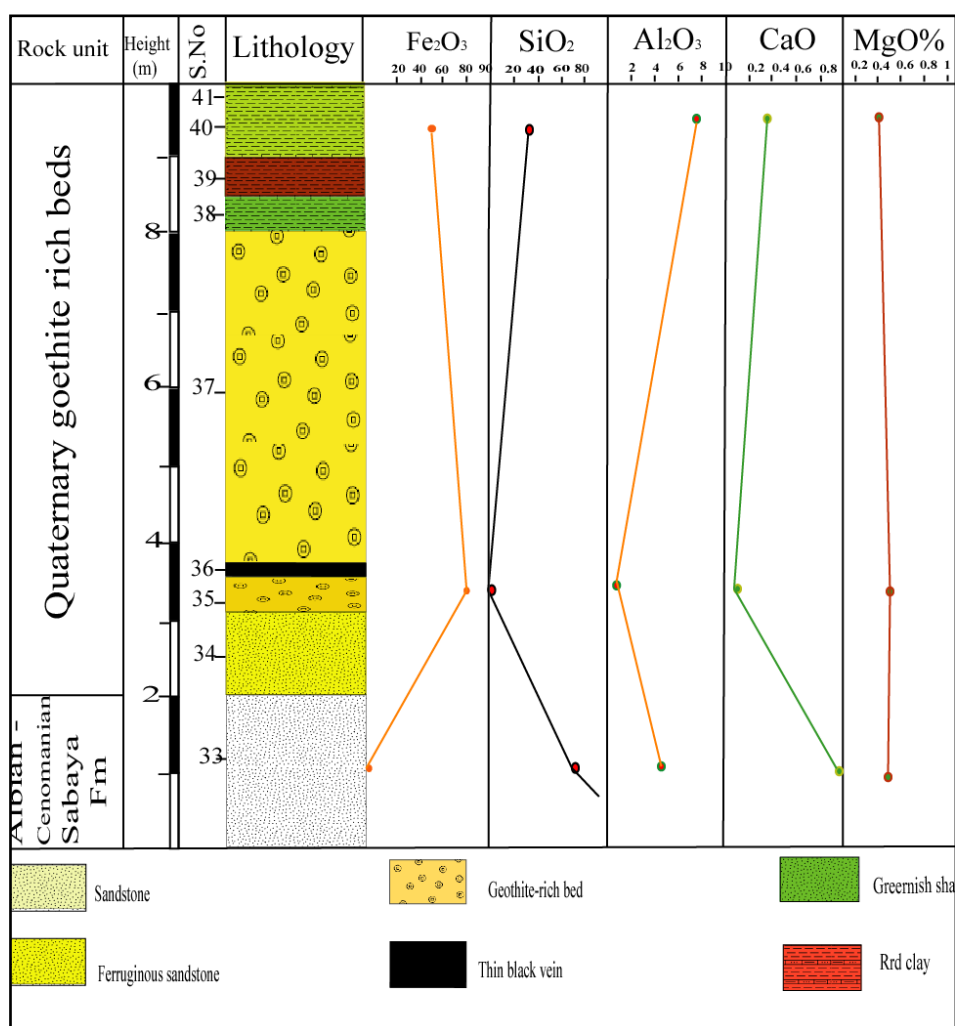 Rock unit
Height
(m)
S.No
Lithology
Fe2O3
SiO2
Al2O3
CaO
MgO%
20 40 80 90
20 40 60 80
2 4 6 8 10
0.2 0.4 0.6 0.8
0.2 0.4 0.6 0.8 1
Quaternary goethite rich beds
Albian -
Cenomanian
Sabaya
Fm
8
6
4
2
41
40
39
38
37
36
35
34
33
Sandstone
Geothite-rich bed
Greernish sha
Ferruginous sandstone
Thin black vein
Rrd clay